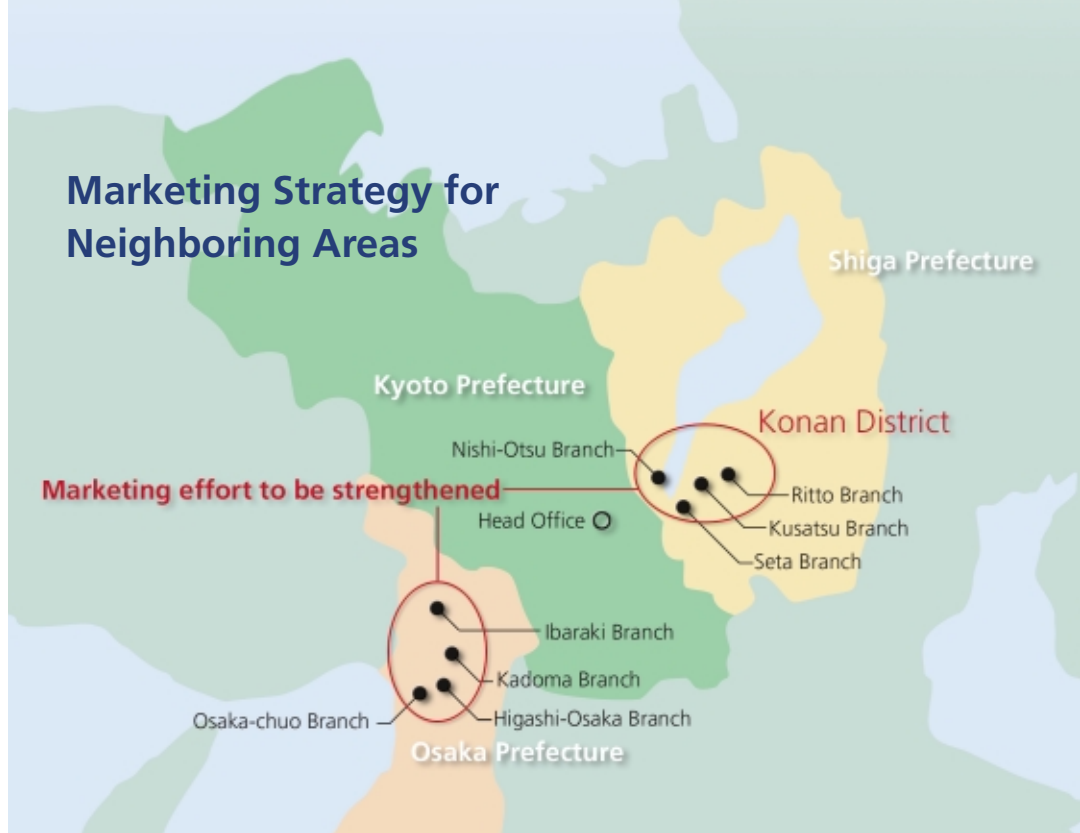 Marketing Strategy for
Neighboring Areas
Shiga Prefecture
Kyoto Prefecture
Konan District
Nishi-Otsu Branch
Marketing effort to be strengthened
Ritto Branch
Head Office
Kusatsu Branch
Seta Branch
Ibaraki Branch
Kadoma Branch
Osaka-chuo Branch
Higashi-Osaka Branch
Osaka Prefecture